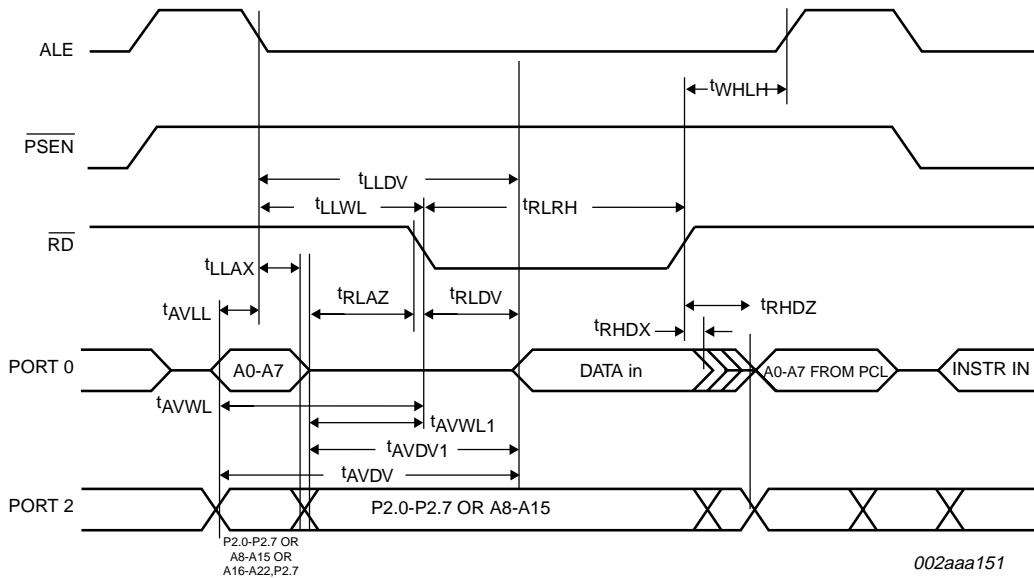 ALE
tWHLH
PSEN
tLLDV
tLLWL
tRLRH
RD
tLLAX
tRLAZ
tRLDV
tRHDZ
tAVLL
tRHDX
PORT 0
A0-A7
DATA in
A0-A7 FROM PCL
INSTR IN
tAVWL
tAVWL1
tAVDV1
tAVDV
PORT 2
P2.0-P2.7 OR A8-A15
P2.0-P2.7 OR
A8-A15 OR
A16-A22,P2.7
002aaa151